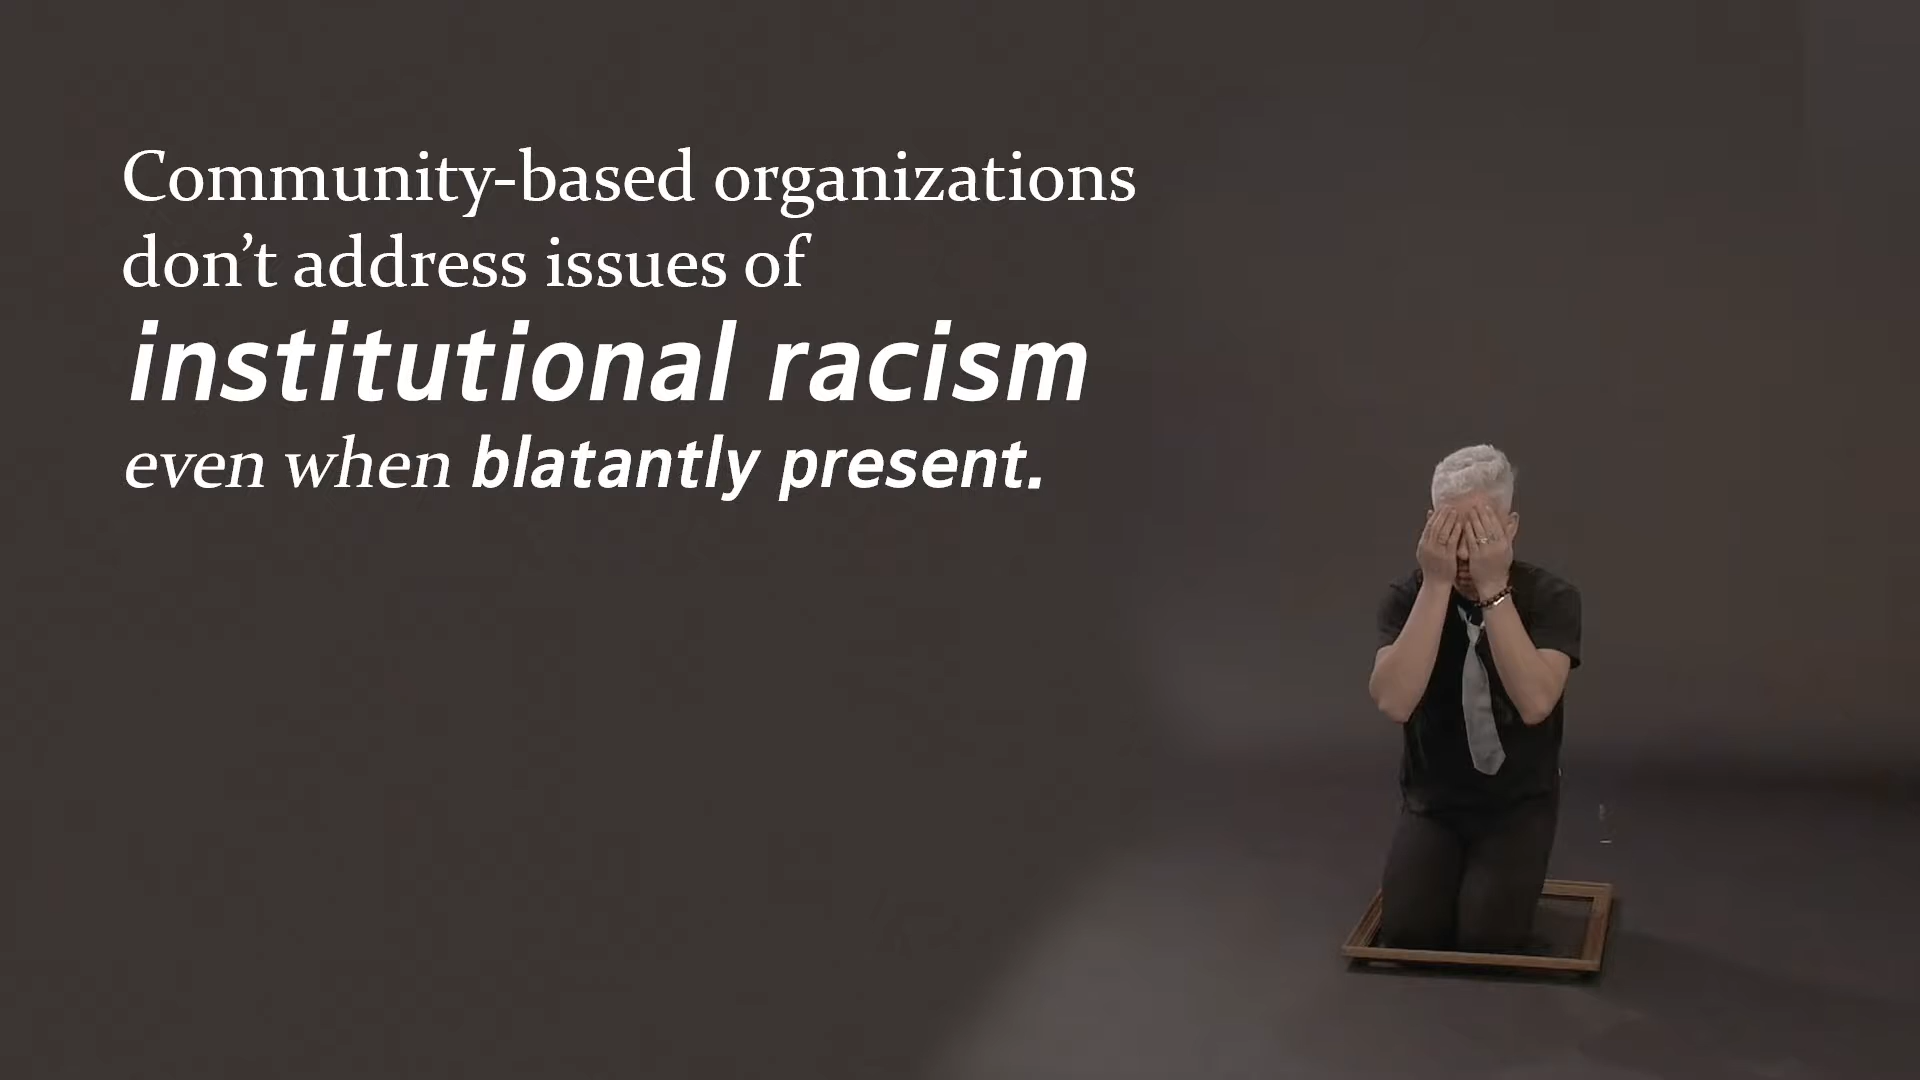 Community-based organizations
don’t address issues of
institutional racism
even when blatantly present.